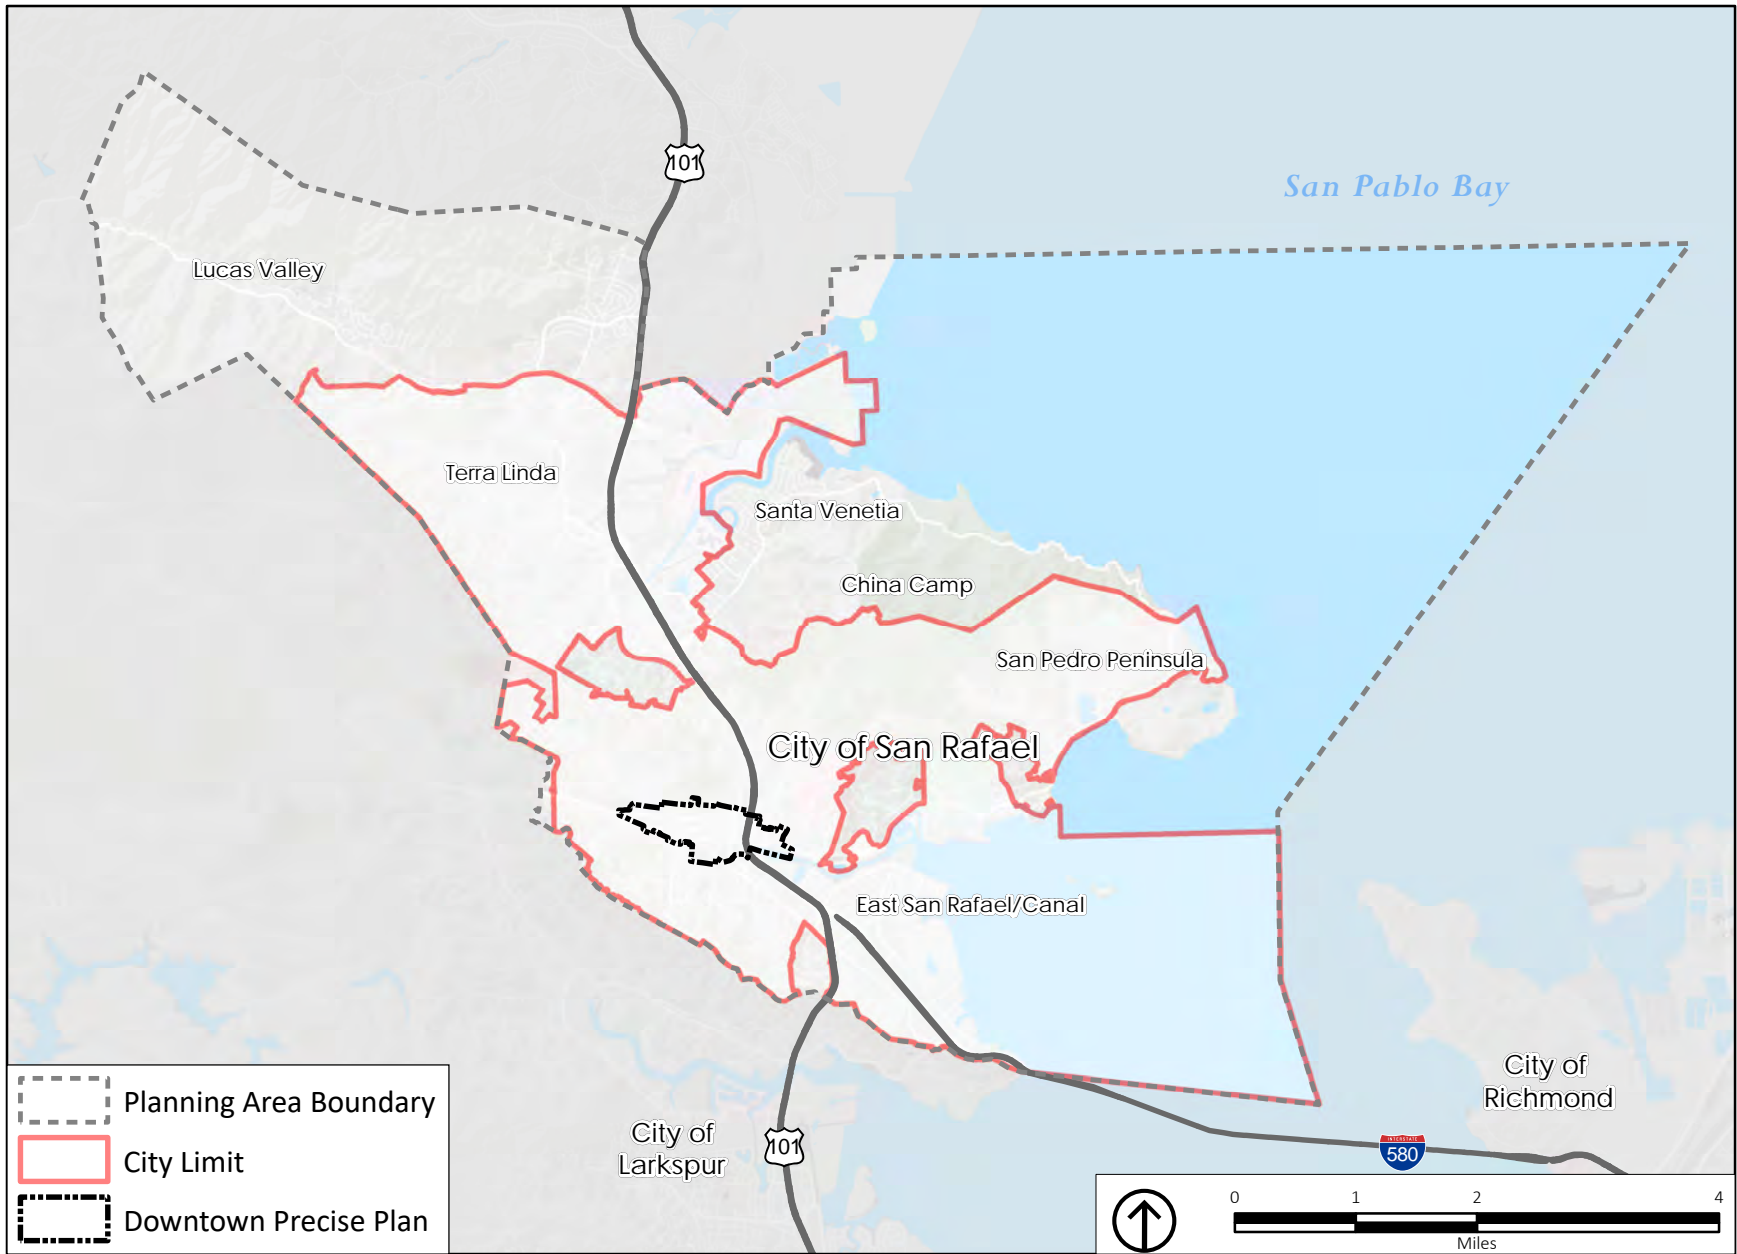 101
San Pablo Bay
Lucas Valley
Terra Linda
Santa Venetia
China Camp
San Pedro Peninsula
City of San Rafael
East San Rafael/Canal
City of
Richmond
City of
Larkspur
101
INTERSTATE
580
Planning Area Boundary
City Limit
Downtown Precise Plan
0 1 2 4
Miles